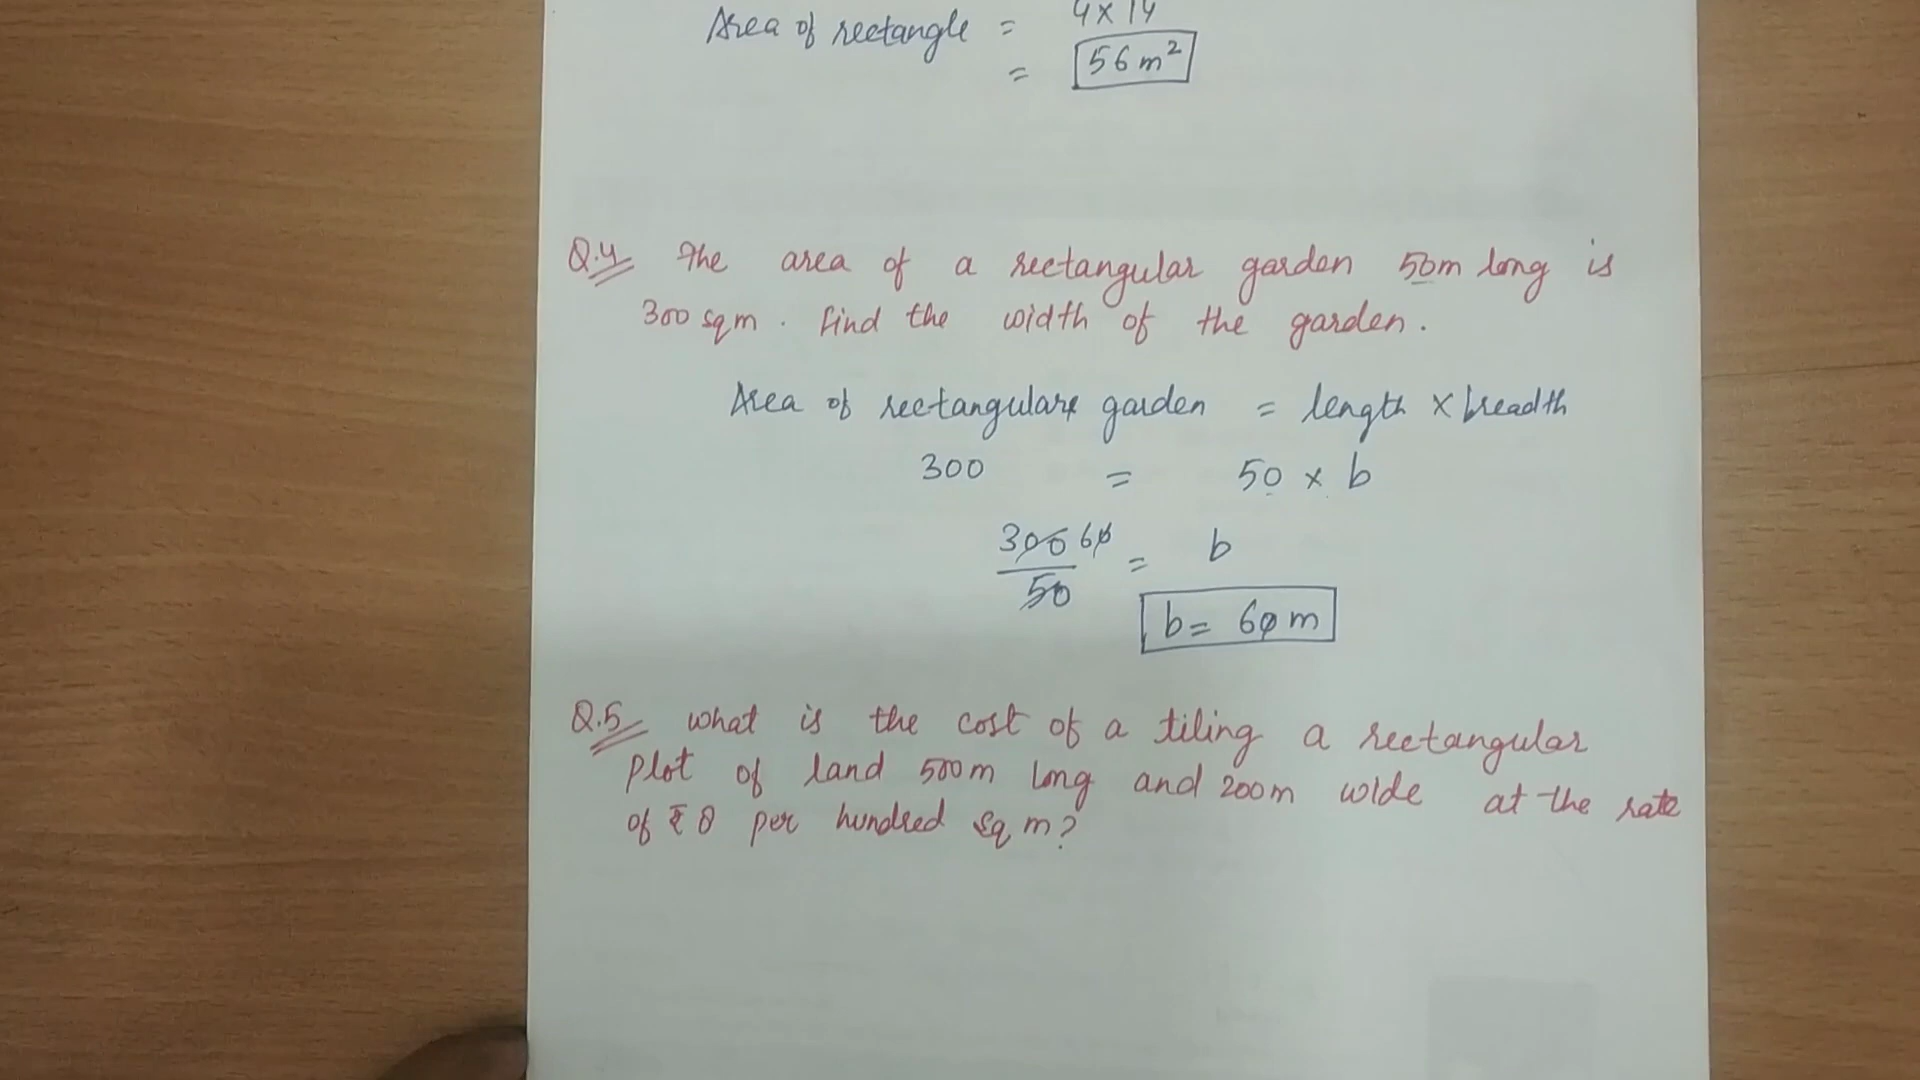 Area of rectangle = 4 x 14
= 56 m²
Q.4 The area of a rectangular garden 50m long is
300 sq m . find the width of the garden.
Area of rectangular garden = length x breadth
300 = 50 x b
300/50 6 = b
b = 6 m
Q.5 what is the cost of a tiling a rectangular
plot of land 500m long and 200m wide at the rate
of ₹ 8 per hundred sq m?